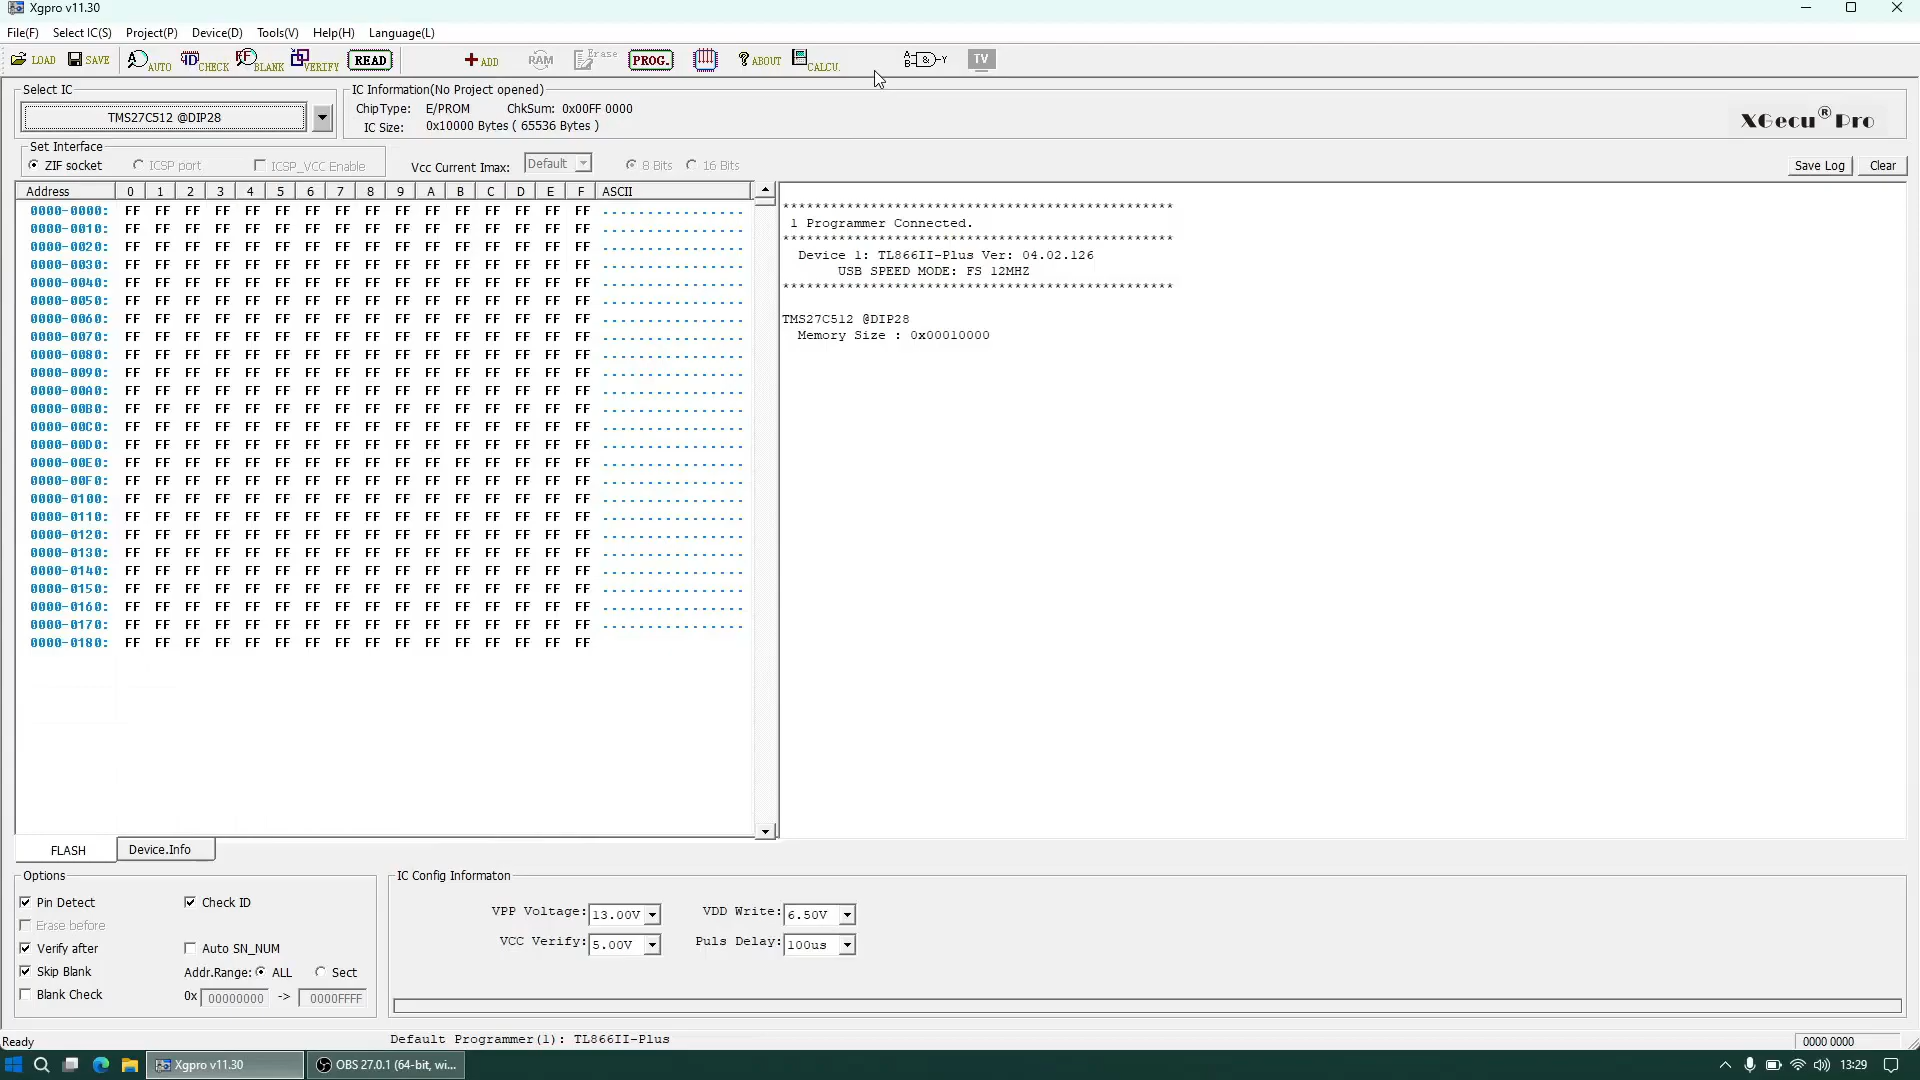 Xgpro v11.30
File(F) Select IC(S) Project(P) Device(D) Tools(V) Help(H) Language(L)
LOAD SAVE AUTO CHECK BLANK VERIFY READ ADD RAM Erase PROG. ABOUT CALCU. TV
Select IC
TMS27C512 @DIP28
IC Information(No Project opened)
ChipType: E/PROM ChkSum: 0x00FF 0000
IC Size: 0x10000 Bytes ( 65536 Bytes )
XGecu® Pro
Set Interface
ZIF socket ICSP port ICSP_VCC Enable Vcc Current Imax: Default 8 Bits 16 Bits
Save Log Clear
Address 0 1 2 3 4 5 6 7 8 9 A B C D E F ASCII
0000-0000: FF FF FF FF FF FF FF FF FF FF FF FF FF FF FF FF ................
0000-0010: FF FF FF FF FF FF FF FF FF FF FF FF FF FF FF FF ................
0000-0020: FF FF FF FF FF FF FF FF FF FF FF FF FF FF FF FF ................
0000-0030: FF FF FF FF FF FF FF FF FF FF FF FF FF FF FF FF ................
0000-0040: FF FF FF FF FF FF FF FF FF FF FF FF FF FF FF FF ................
0000-0050: FF FF FF FF FF FF FF FF FF FF FF FF FF FF FF FF ................
0000-0060: FF FF FF FF FF FF FF FF FF FF FF FF FF FF FF FF ................
0000-0070: FF FF FF FF FF FF FF FF FF FF FF FF FF FF FF FF ................
0000-0080: FF FF FF FF FF FF FF FF FF FF FF FF FF FF FF FF ................
0000-0090: FF FF FF FF FF FF FF FF FF FF FF FF FF FF FF FF ................
0000-00A0: FF FF FF FF FF FF FF FF FF FF FF FF FF FF FF FF ................
0000-00B0: FF FF FF FF FF FF FF FF FF FF FF FF FF FF FF FF ................
0000-00C0: FF FF FF FF FF FF FF FF FF FF FF FF FF FF FF FF ................
0000-00D0: FF FF FF FF FF FF FF FF FF FF FF FF FF FF FF FF ................
0000-00E0: FF FF FF FF FF FF FF FF FF FF FF FF FF FF FF FF ................
0000-00F0: FF FF FF FF FF FF FF FF FF FF FF FF FF FF FF FF ................
0000-0100: FF FF FF FF FF FF FF FF FF FF FF FF FF FF FF FF ................
0000-0110: FF FF FF FF FF FF FF FF FF FF FF FF FF FF FF FF ................
0000-0120: FF FF FF FF FF FF FF FF FF FF FF FF FF FF FF FF ................
0000-0130: FF FF FF FF FF FF FF FF FF FF FF FF FF FF FF FF ................
0000-0140: FF FF FF FF FF FF FF FF FF FF FF FF FF FF FF FF ................
0000-0150: FF FF FF FF FF FF FF FF FF FF FF FF FF FF FF FF ................
0000-0160: FF FF FF FF FF FF FF FF FF FF FF FF FF FF FF FF ................
0000-0170: FF FF FF FF FF FF FF FF FF FF FF FF FF FF FF FF ................
0000-0180: FF FF FF FF FF FF FF FF FF FF FF FF FF FF FF FF
*************************************************
1 Programmer Connected.
*************************************************
Device 1: TL866II-Plus Ver: 04.02.126
USB SPEED MODE: FS 12MHZ
*************************************************
TMS27C512 @DIP28
Memory Size : 0x00010000
FLASH Device.Info
Options
Pin Detect Check ID
Erase before
Verify after Auto SN_NUM
Skip Blank Addr.Range: ALL Sect
Blank Check 0x 00000000 -> 0000FFFF
IC Config Informaton
VPP Voltage: 13.00V VDD Write: 6.50V
VCC Verify: 5.00V Puls Delay: 100us
Ready Default Programmer(1): TL866II-Plus 0000 0000
Xgpro v11.30 OBS 27.0.1 (64-bit, wi... 13:29